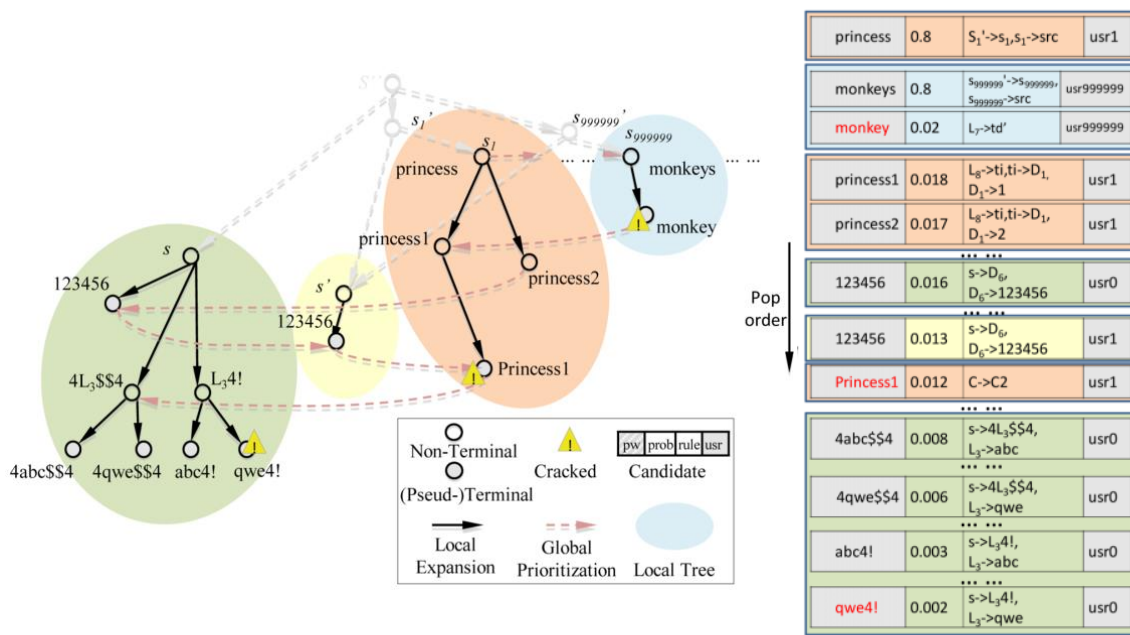 s''
s₁'
s₉₉₉₉₉₉'
s₁
s₉₉₉₉₉₉
princess
... ...
monkeys
... ...
monkey
princess1
princess2
s
123456
s'
123456
Princess1
4L₃$$4
L₃4!
4abc$$4
4qwe$$4
abc4!
qwe4!
Non-Terminal
(Pseud-)Terminal
!
Cracked
pw prob rule usr
Candidate
Local
Expansion
Global
Prioritization
Local Tree
Pop
order
princess 0.8 S₁'->s₁,s₁->src usr1
monkeys 0.8 s₉₉₉₉₉₉'->s₉₉₉₉₉₉,
s₉₉₉₉₉₉->src usr999999
monkey 0.02 L₇->td' usr999999
princess1 0.018 L₈->ti,ti->D₁,
D₁->1 usr1
princess2 0.017 L₈->ti,ti->D₁,
D₁->2 usr1
... ...
123456 0.016 s->D₆,
D₆->123456 usr0
... ...
123456 0.013 s->D₆,
D₆->123456 usr1
Princess1 0.012 C->C2 usr1
... ...
4abc$$4 0.008 s->4L₃$$4,
L₃->abc usr0
... ...
4qwe$$4 0.006 s->4L₃$$4,
L₃->qwe usr0
... ...
abc4! 0.003 s->L₃4!,
L₃->abc usr0
... ...
qwe4! 0.002 s->L₃4!,
L₃->qwe usr0